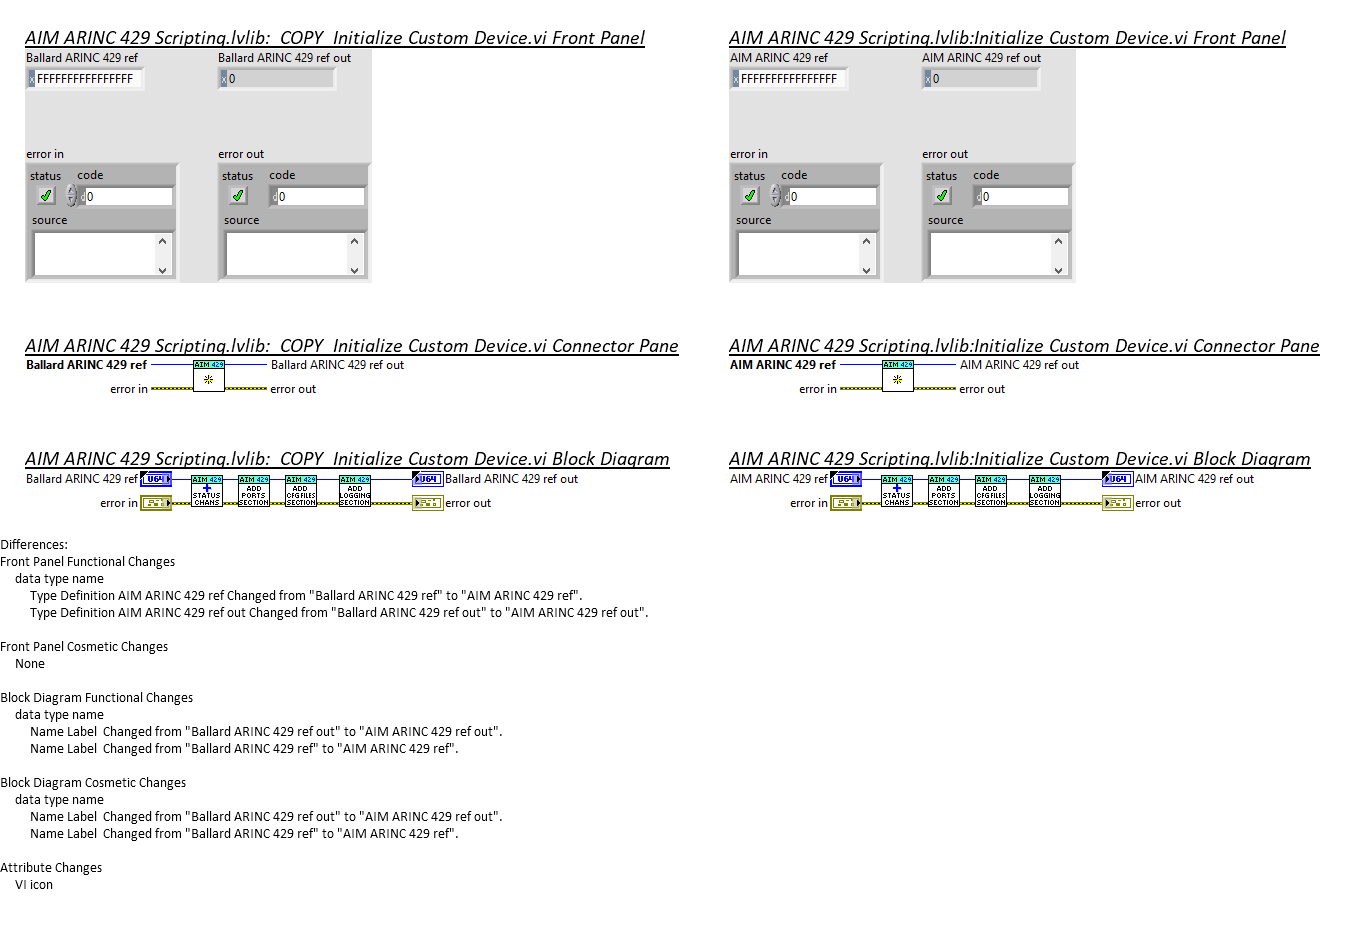 AIM ARINC 429 Scripting.lvlib: COPY Initialize Custom Device.vi Front Panel
Ballard ARINC 429 ref
Ballard ARINC 429 ref out
x FFFFFFFFFFFFFFFF
x 0
error in
error out
status code
status code
d 0
d 0
source
source
AIM ARINC 429 Scripting.lvlib:Initialize Custom Device.vi Front Panel
AIM ARINC 429 ref
AIM ARINC 429 ref out
x FFFFFFFFFFFFFFFF
x 0
error in
error out
status code
status code
d 0
d 0
source
source
AIM ARINC 429 Scripting.lvlib: COPY Initialize Custom Device.vi Connector Pane
Ballard ARINC 429 ref
AIM 429
Ballard ARINC 429 ref out
error in
error out
AIM ARINC 429 Scripting.lvlib:Initialize Custom Device.vi Connector Pane
AIM ARINC 429 ref
AIM 429
AIM ARINC 429 ref out
error in
error out
AIM ARINC 429 Scripting.lvlib: COPY Initialize Custom Device.vi Block Diagram
Ballard ARINC 429 ref
U64
AIM 429
+
STATUS
CHANS
AIM 429
ADD
PORTS
SECTION
AIM 429
ADD
CFG FILES
SECTION
AIM 429
ADD
LOGGING
SECTION
U64
Ballard ARINC 429 ref out
error in
error out
AIM ARINC 429 Scripting.lvlib:Initialize Custom Device.vi Block Diagram
AIM ARINC 429 ref
U64
AIM 429
+
STATUS
CHANS
AIM 429
ADD
PORTS
SECTION
AIM 429
ADD
CFG FILES
SECTION
AIM 429
ADD
LOGGING
SECTION
U64
AIM ARINC 429 ref out
error in
error out
Differences:
Front Panel Functional Changes
data type name
Type Definition AIM ARINC 429 ref Changed from "Ballard ARINC 429 ref" to "AIM ARINC 429 ref".
Type Definition AIM ARINC 429 ref out Changed from "Ballard ARINC 429 ref out" to "AIM ARINC 429 ref out".
Front Panel Cosmetic Changes
None
Block Diagram Functional Changes
data type name
Name Label Changed from "Ballard ARINC 429 ref out" to "AIM ARINC 429 ref out".
Name Label Changed from "Ballard ARINC 429 ref" to "AIM ARINC 429 ref".
Block Diagram Cosmetic Changes
data type name
Name Label Changed from "Ballard ARINC 429 ref out" to "AIM ARINC 429 ref out".
Name Label Changed from "Ballard ARINC 429 ref" to "AIM ARINC 429 ref".
Attribute Changes
VI icon